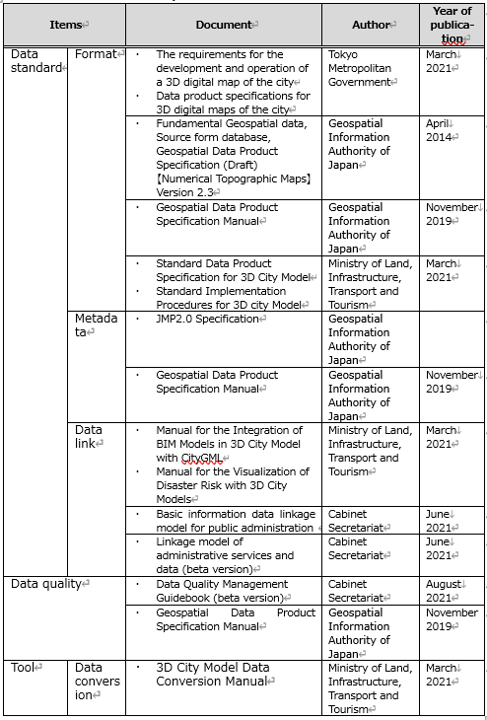 Items Document Author Year of
publica-
tion
Data
standard
Format
・ The requirements for the
development and operation of
a 3D digital map of the city
・ Data product specifications for
3D digital maps of the city
Tokyo
Metropolitan
Government
March
2021
・ Fundamental Geospatial data,
Source form database,
Geospatial Data Product
Specification (Draft)
【Numerical Topographic Maps】
Version 2.3
Geospatial
Information
Authority of
Japan
April
2014
・ Geospatial Data Product
Specification Manual
Geospatial
Information
Authority of
Japan
November
2019
・ Standard Data Product
Specification for 3D City Model
・ Standard Implementation
Procedures for 3D city Model
Ministry of Land,
Infrastructure,
Transport and
Tourism
March
2021
Metada
ta
・ JMP2.0 Specification
Geospatial
Information
Authority of
Japan
・ Geospatial Data Product
Specification Manual
Geospatial
Information
Authority of
Japan
November
2019
Data
link
・ Manual for the Integration of
BIM Models in 3D City Model
with CityGML
・ Manual for the Visualization of
Disaster Risk with 3D City
Models
Ministry of Land,
Infrastructure,
Transport and
Tourism
March
2021
・ Basic information data linkage
model for public administration
Cabinet
Secretariat
June
2021
・ Linkage model of
administrative services and
data (beta version)
Cabinet
Secretariat
June
2021
Data quality
・ Data Quality Management
Guidebook (beta version)
Cabinet
Secretariat
August
2021
・ Geospatial Data Product
Specification Manual
Geospatial
Information
Authority of
Japan
November
2019
Tool
Data
convers
ion
・ 3D City Model Data
Conversion Manual
Ministry of Land,
Infrastructure,
Transport and
Tourism
March
2021